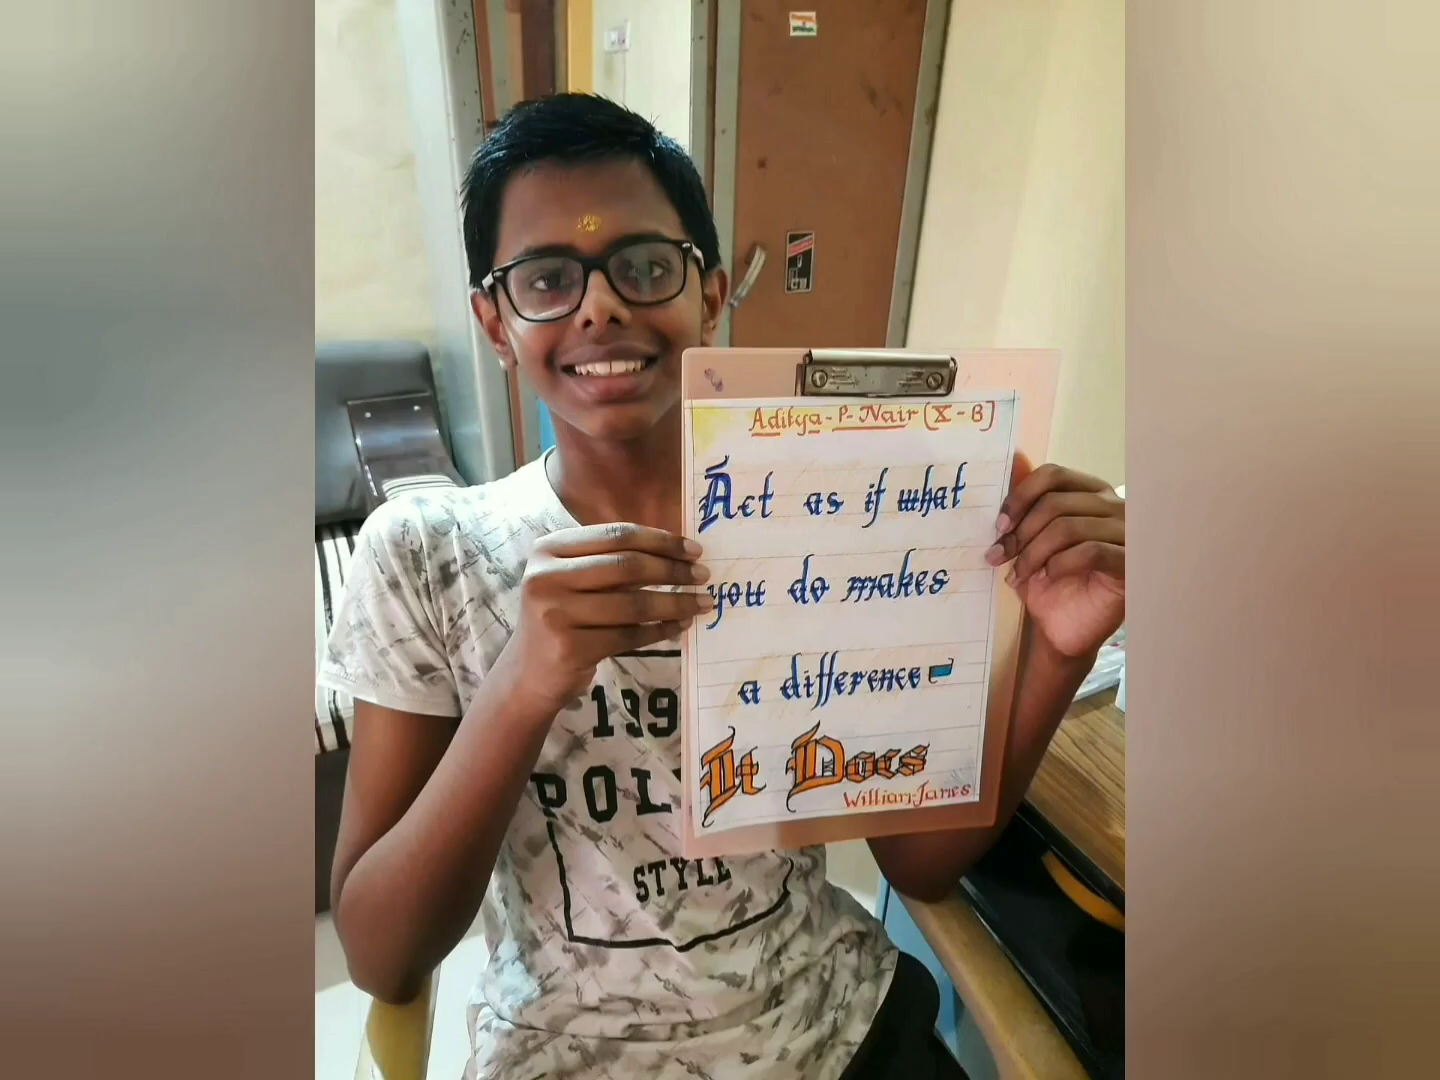 Aditya-P-Nair [X-B]
Act as if what
you do makes
a difference-
It Does
William-James
199
POL
STYLE